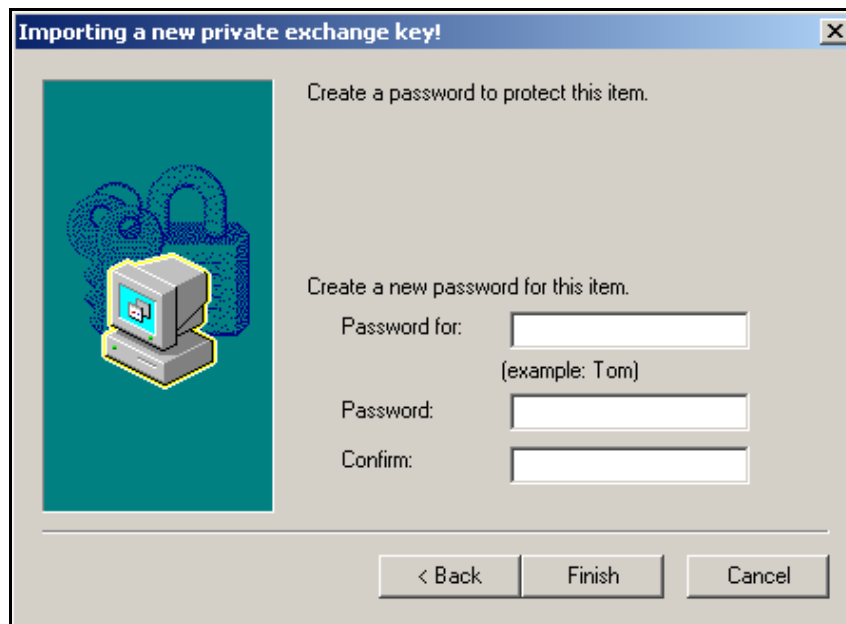 Importing a new private exchange key!
Create a password to protect this item.
Create a new password for this item.
Password for:
(example: Tom)
Password:
Confirm:
< Back
Finish
Cancel